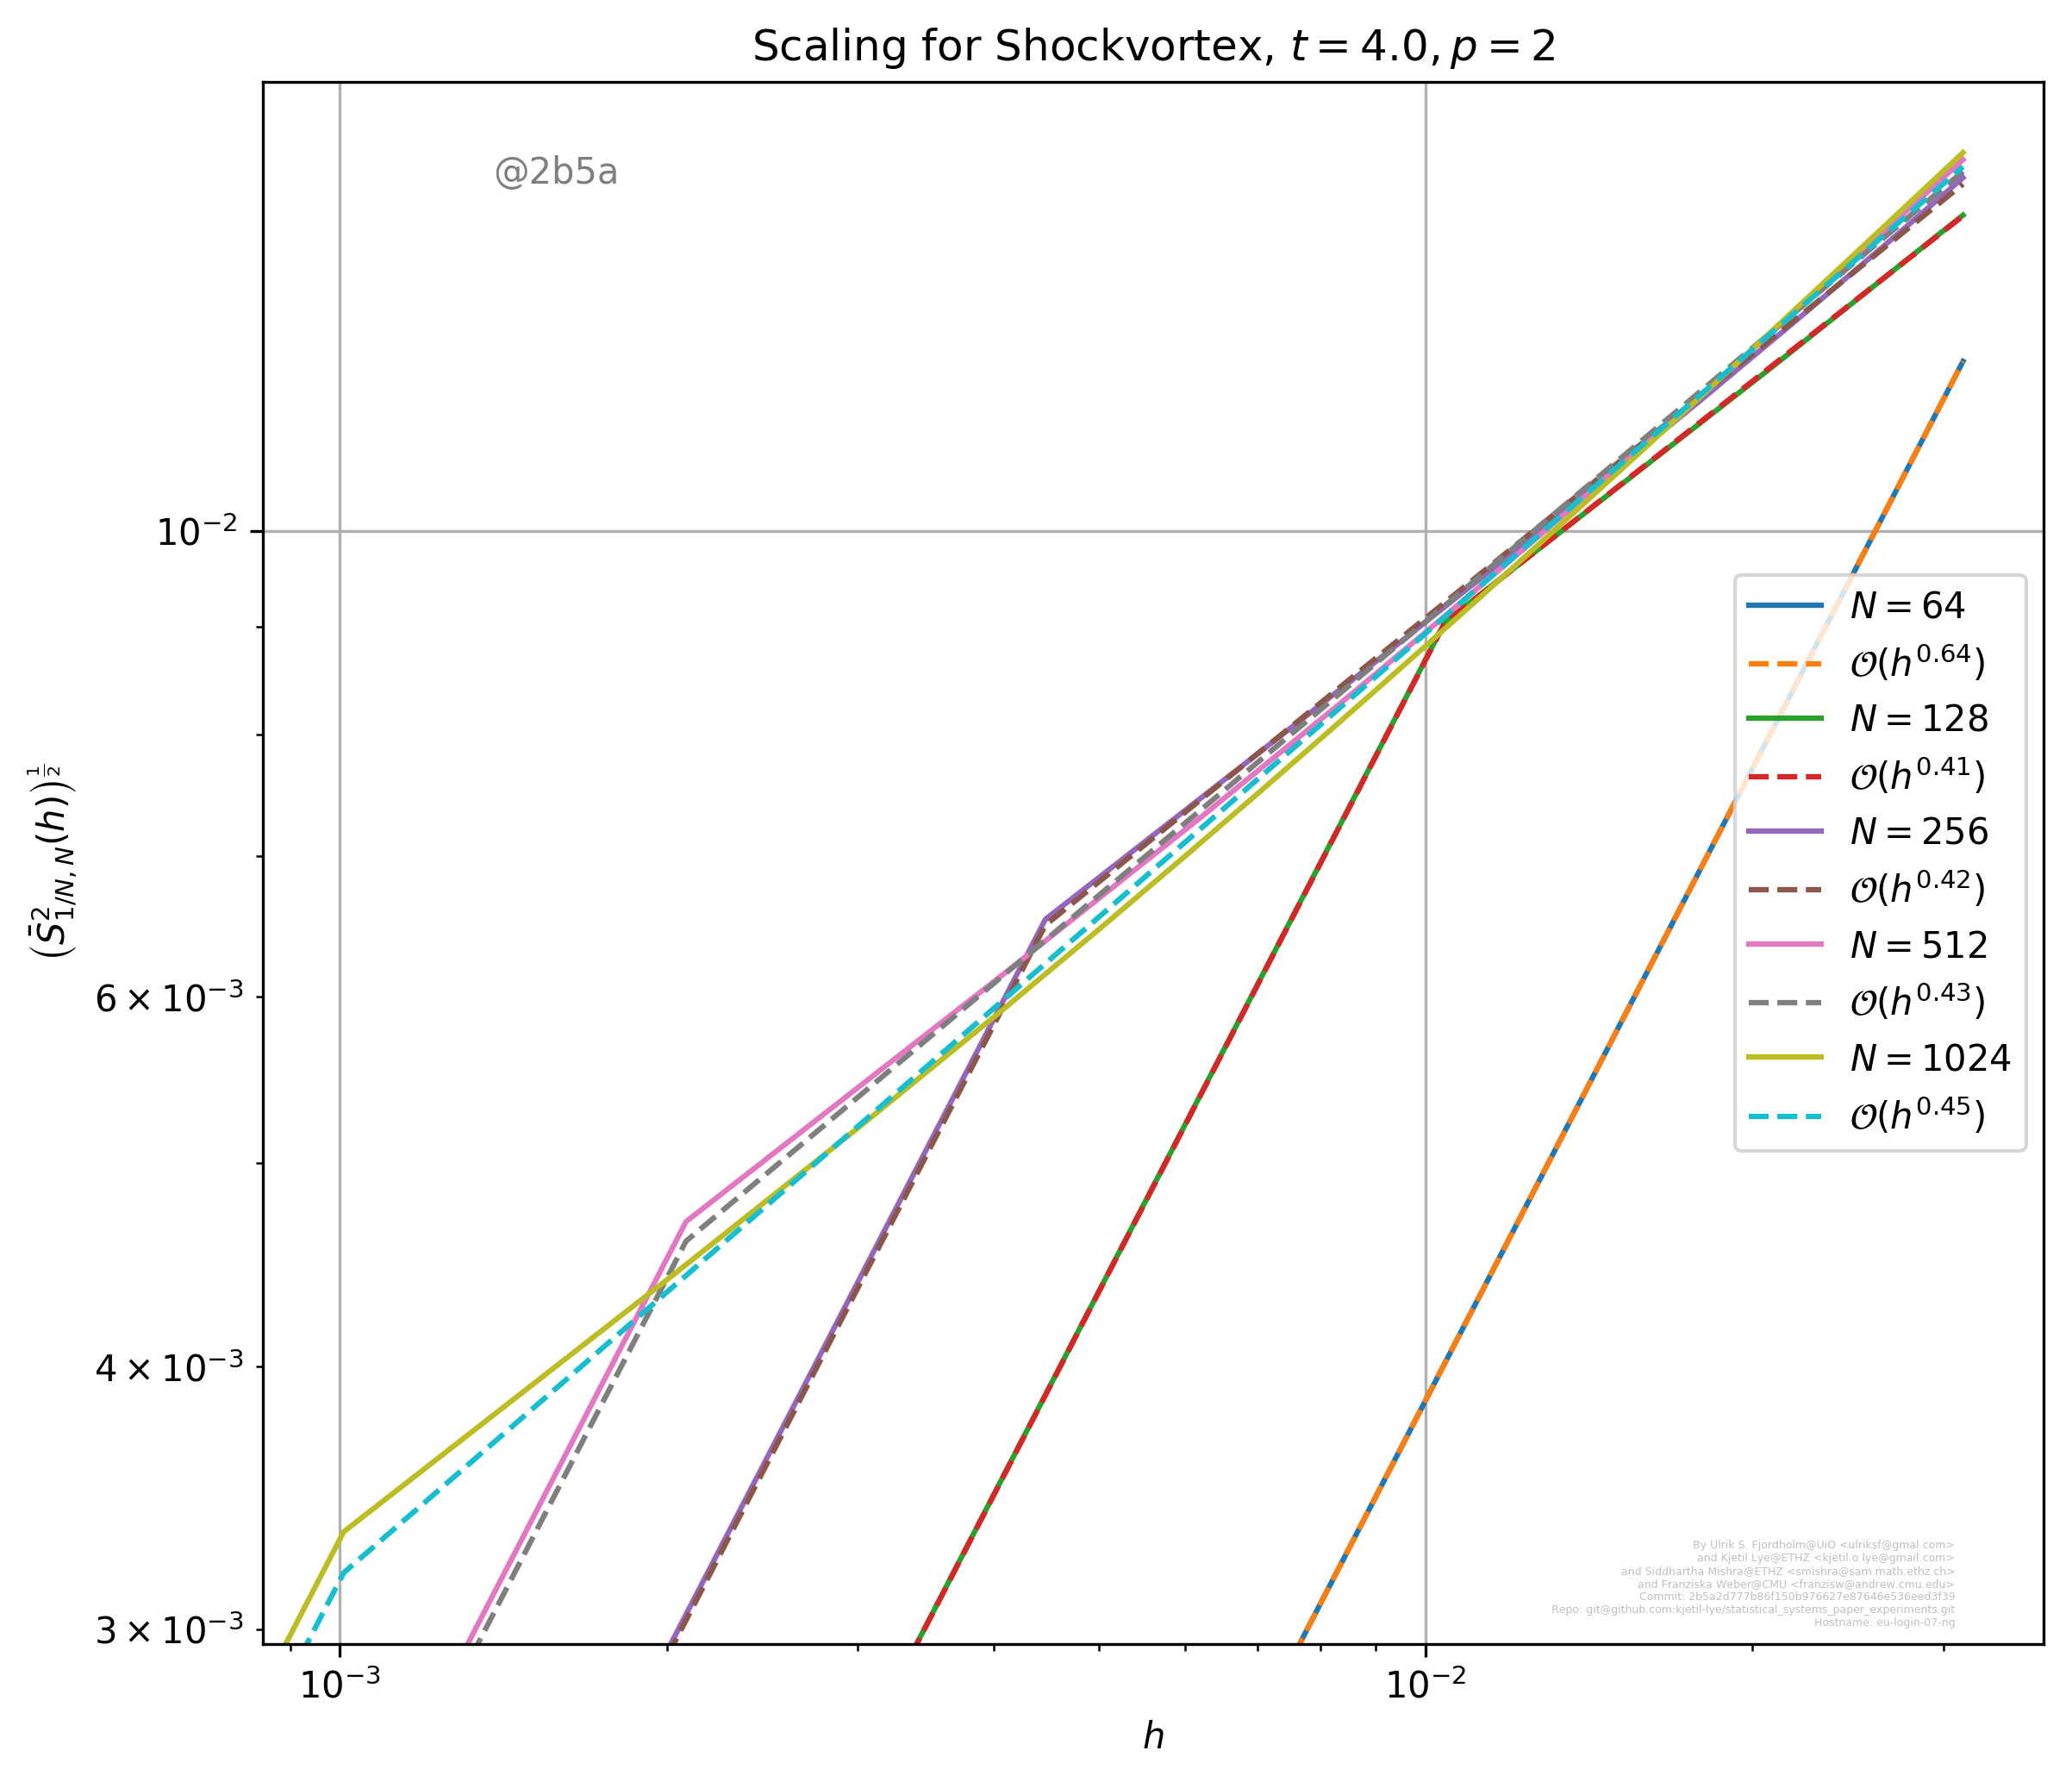 Scaling for Shockvortex, t = 4.0, p = 2
@2b5a
10⁻²
6 × 10⁻³
4 × 10⁻³
3 × 10⁻³
(S̄²_{1/N, N}(h))^{1/2}
N = 64
𝒪(h^{0.64})
N = 128
𝒪(h^{0.41})
N = 256
𝒪(h^{0.42})
N = 512
𝒪(h^{0.43})
N = 1024
𝒪(h^{0.45})
By Ulrik S. Fjordholm@UiO <ulriksf@gmal.com>
and Kjetil Lye@ETHZ <kjetil.o.lye@gmail.com>
and Siddhartha Mishra@ETHZ <smishra@sam.math.ethz.ch>
and Franziska Weber@CMU <franzisw@andrew.cmu.edu>
Commit: 2b5a2d777b86f150b976627e87646e536eed3f39
Repo: git@github.com:kjetil-lye/statistical_systems_paper_experiments.git
Hostname: eu-login-07-ng
10⁻³
10⁻²
h